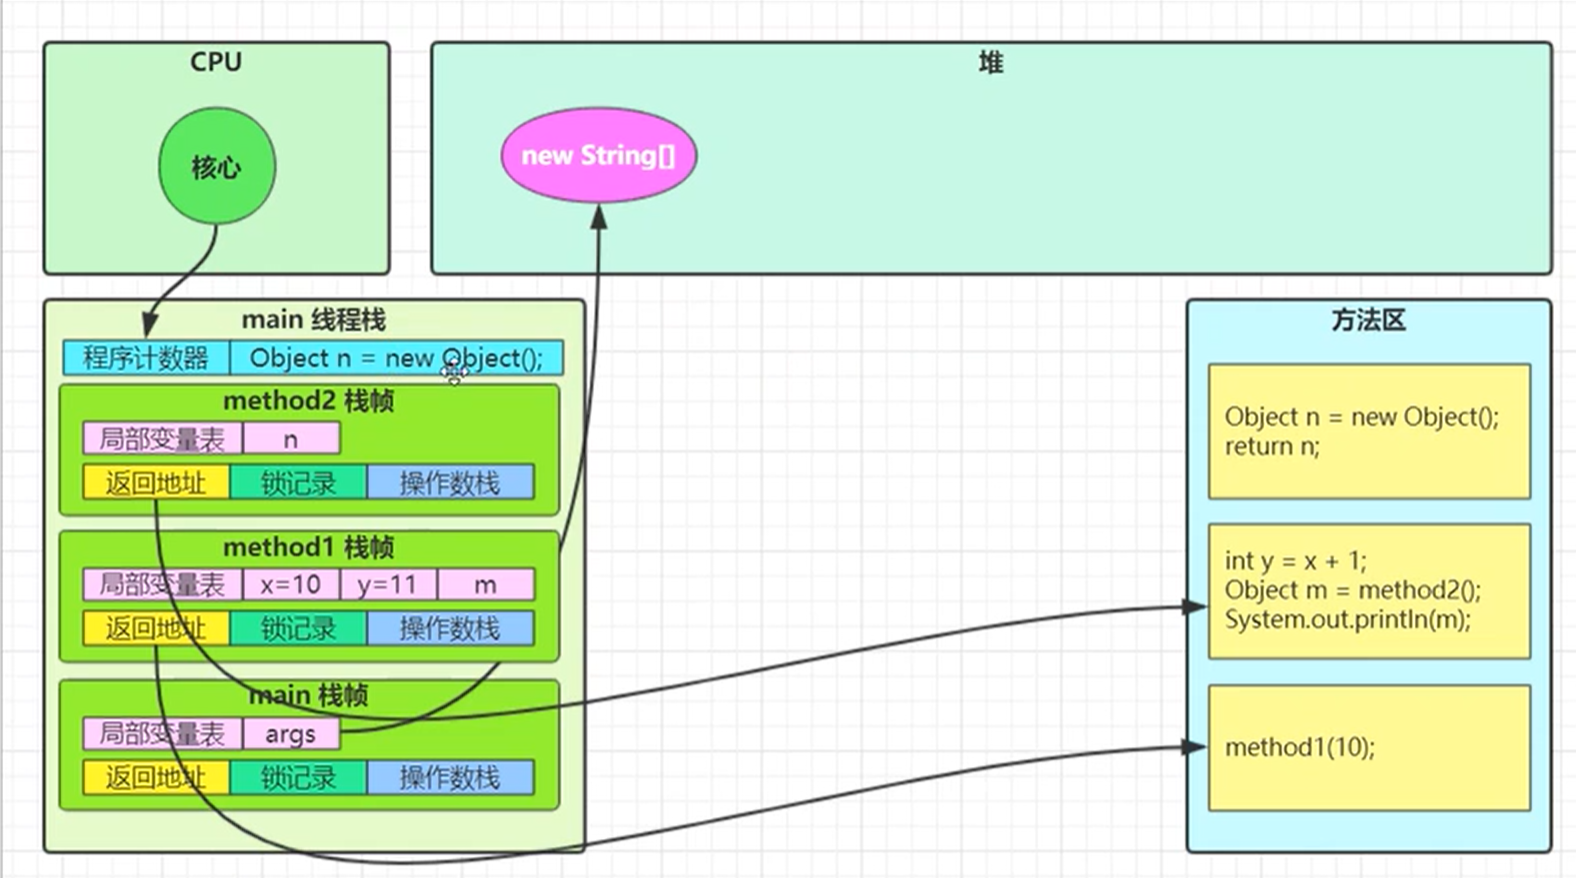 CPU
核心
堆
new String[]
main 线程栈
程序计数器
Object n = new Object();
method2 栈帧
局部变量表
n
返回地址
锁记录
操作数栈
method1 栈帧
局部变量表
x=10
y=11
m
返回地址
锁记录
操作数栈
main 栈帧
局部变量表
args
返回地址
锁记录
操作数栈
方法区
Object n = new Object();
return n;
int y = x + 1;
Object m = method2();
System.out.println(m);
method1(10);